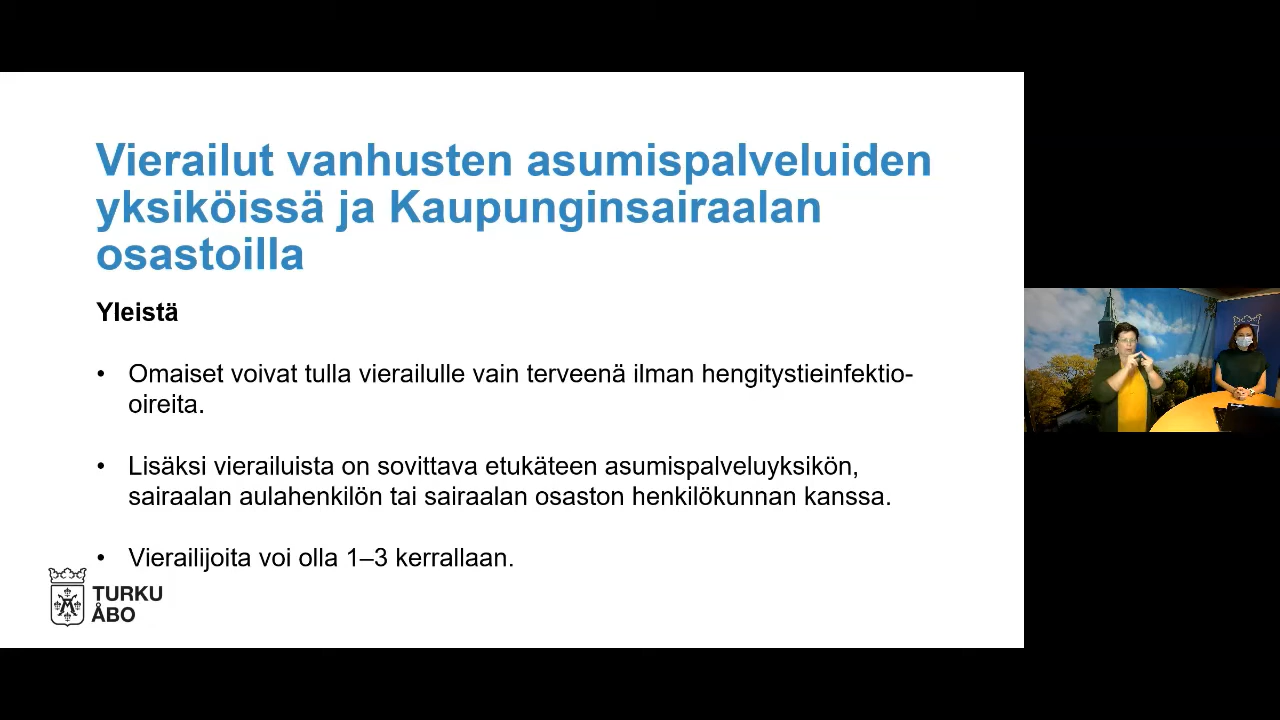 Vierailut vanhusten asumispalveluiden
yksiköissä ja Kaupunginsairaalan
osastoilla
Yleistä
• Omaiset voivat tulla vierailulle vain terveenä ilman hengitystieinfektio-
oireita.
• Lisäksi vierailuista on sovittava etukäteen asumispalveluyksikön,
sairaalan aulahenkilön tai sairaalan osaston henkilökunnan kanssa.
• Vierailijoita voi olla 1–3 kerrallaan.
TURKU
ÅBO